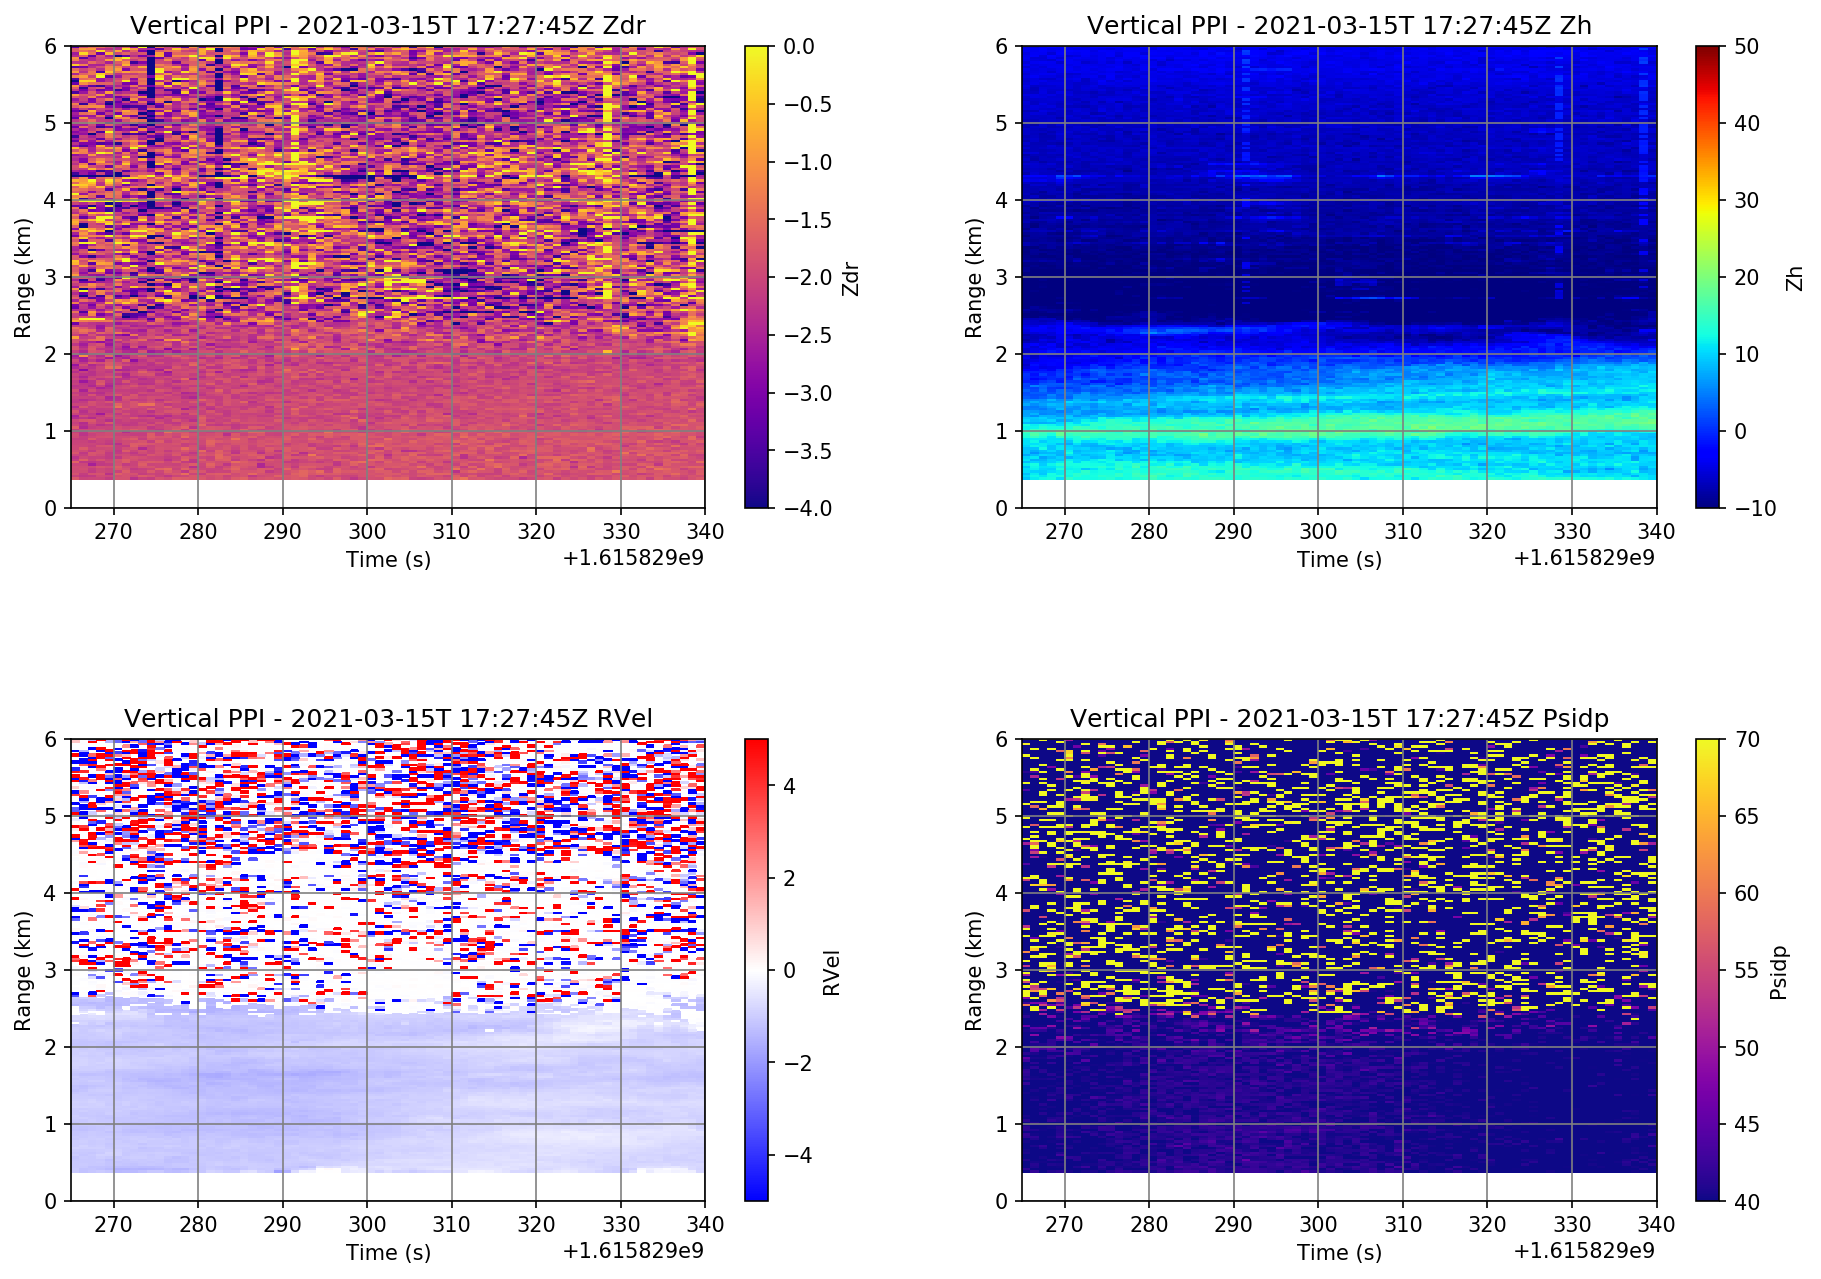 Vertical PPI - 2021-03-15T 17:27:45Z Zdr
6
5
4
3
2
1
0
Range (km)
270 280 290 300 310 320 330 340
Time (s)
+1.615829e9
0.0
−0.5
−1.0
−1.5
−2.0
−2.5
−3.0
−3.5
−4.0
Zdr
Vertical PPI - 2021-03-15T 17:27:45Z Zh
6
5
4
3
2
1
0
Range (km)
270 280 290 300 310 320 330 340
Time (s)
+1.615829e9
50
40
30
20
10
0
−10
Zh
Vertical PPI - 2021-03-15T 17:27:45Z RVel
6
5
4
3
2
1
0
Range (km)
270 280 290 300 310 320 330 340
Time (s)
+1.615829e9
4
2
0
−2
−4
RVel
Vertical PPI - 2021-03-15T 17:27:45Z Psidp
6
5
4
3
2
1
0
Range (km)
270 280 290 300 310 320 330 340
Time (s)
+1.615829e9
70
65
60
55
50
45
40
Psidp